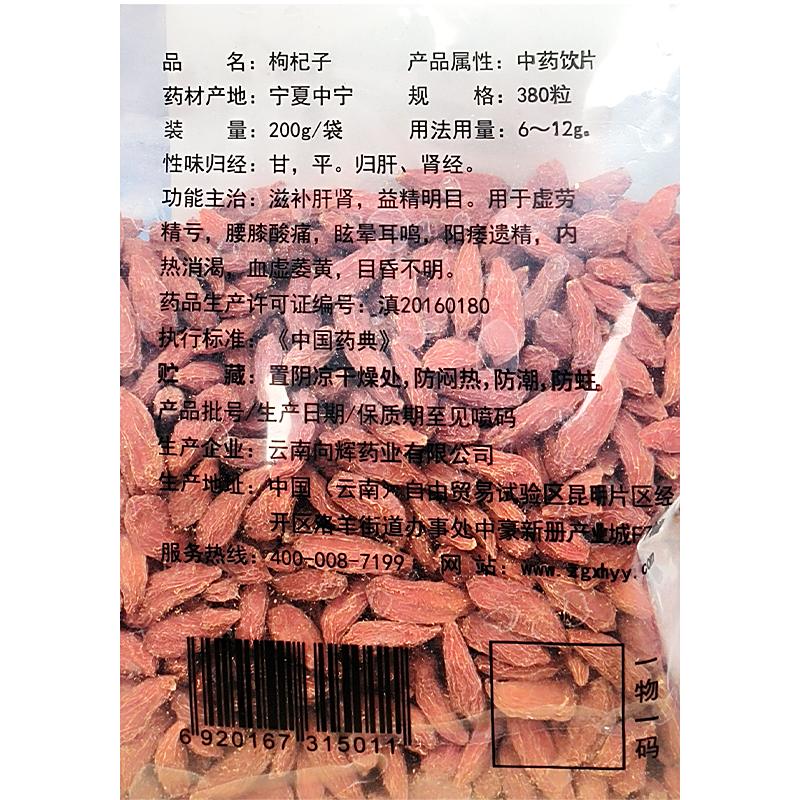 品 名：枸杞子 产品属性：中药饮片
药材产地：宁夏中宁 规 格：380粒
装 量：200g/袋 用法用量：6～12g。
性味归经：甘，平。归肝、肾经。
功能主治：滋补肝肾，益精明目。用于虚劳
精亏，腰膝酸痛，眩晕耳鸣，阳痿遗精，内
热消渴，血虚萎黄，目昏不明。
药品生产许可证编号：滇20160180
执行标准：《中国药典》
贮 藏：置阴凉干燥处，防闷热，防潮，防蛀。
产品批号/生产日期/保质期至见喷码
生产企业：云南向辉药业有限公司
生产地址：中国（云南）自由贸易试验区昆明片区经
开区洛羊街道办事处中豪新册产业城
服务热线：400-008-7199 网 站：www.zgxhyy.com
6 920167 315011
一物一码